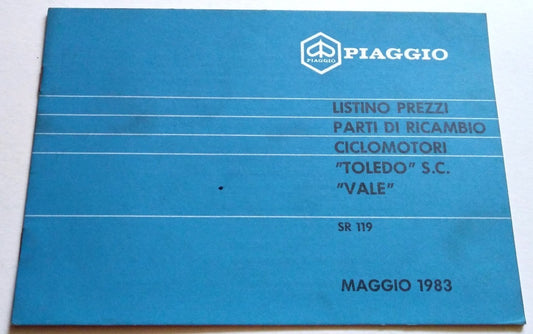 PIAGGIO
PIAGGIO
LISTINO PREZZI
PARTI DI RICAMBIO
CICLOMOTORI
"TOLEDO" S.C.
"VALE"
SR 119
MAGGIO 1983